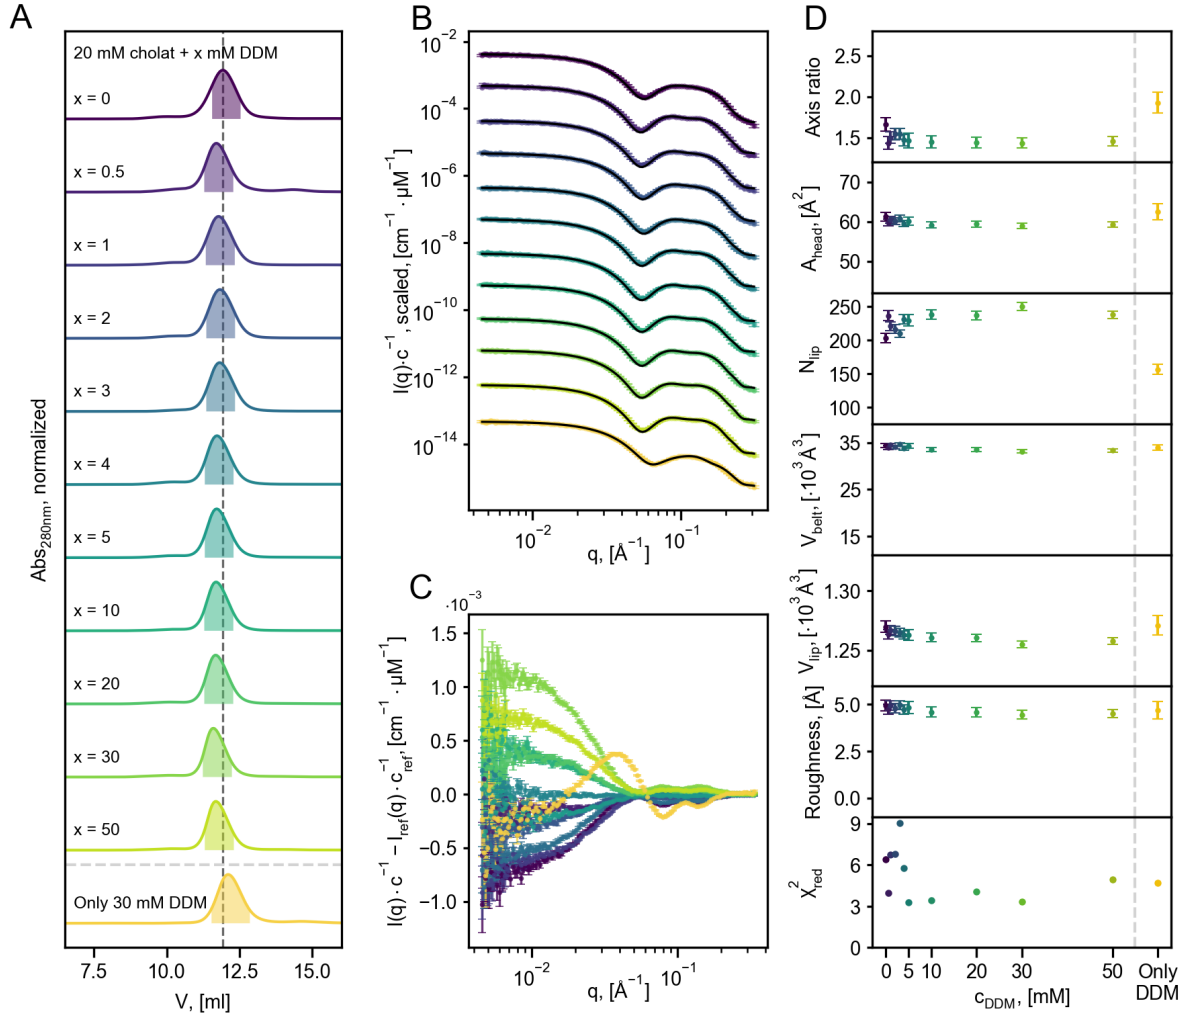 A
20 mM cholat + x mM DDM
x = 0
x = 0.5
x = 1
x = 2
x = 3
x = 4
x = 5
x = 10
x = 20
x = 30
x = 50
Only 30 mM DDM
Abs280nm, normalized
7.5 10.0 12.5 15.0
V, [ml]
B
10−2
10−4
10−6
10−8
10−10
10−12
10−14
I(q)·c−1, scaled, [cm−1 · μM−1]
10−2 10−1
q, [Å−1]
C
·10−3
1.5
1.0
0.5
0.0
−0.5
−1.0
I(q) · c−1 − Iref(q) · c−1ref, [cm−1 · μM−1]
10−2 10−1
q, [Å−1]
D
Axis ratio
2.5
2.0
1.5
Ahead, [Å2]
70
60
50
Nlip
250
200
150
100
Vbelt, [·103 Å3]
35
25
15
Vlip, [·103 Å3]
1.30
1.25
Roughness, [Å]
5.0
2.5
0.0
χ2red
9
6
3
0
0 5 10 20 30 50 Only
DDM
cDDM, [mM]